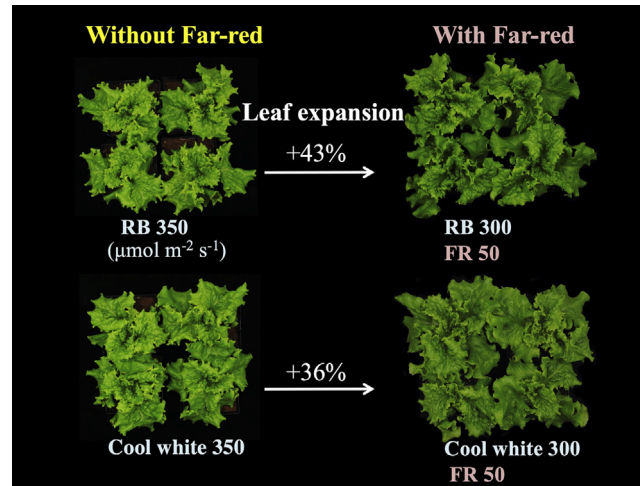 Without Far-red
With Far-red
Leaf expansion
+43%
RB 350
(μmol m⁻² s⁻¹)
RB 300
FR 50
+36%
Cool white 350
Cool white 300
FR 50